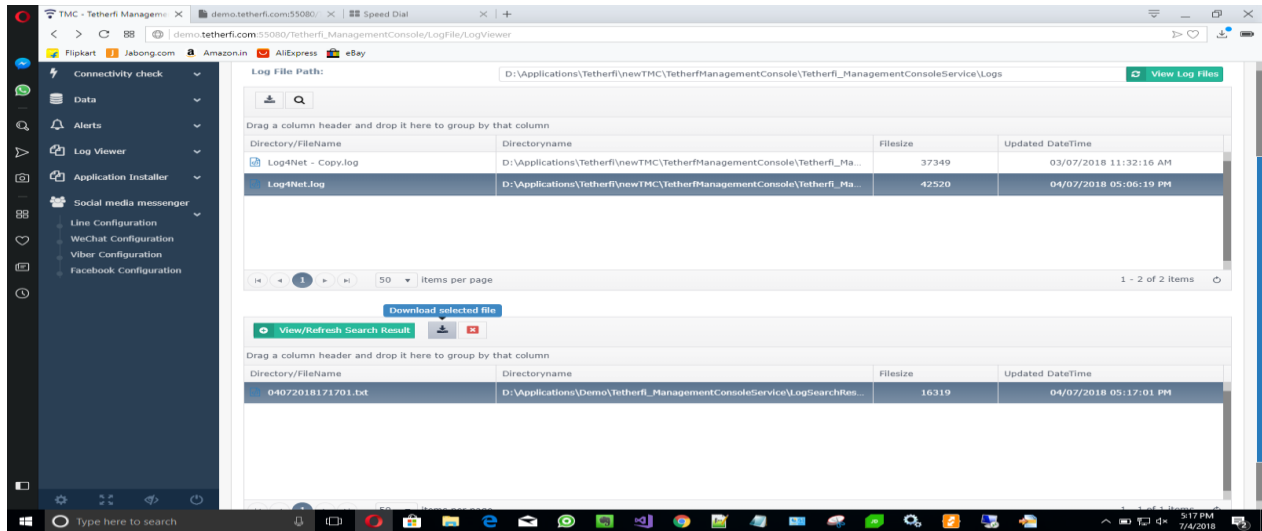 TMC - Tetherfi Managemer
demo.tetherfi.com:55080/
Speed Dial
demo.tetherfi.com:55080/Tetherfi_ManagementConsole/LogFile/LogViewer
Flipkart Jabong.com Amazon.in AliExpress eBay
Connectivity check
Data
Alerts
Log Viewer
Application Installer
Social media messenger
Line Configuration
WeChat Configuration
Viber Configuration
Facebook Configuration
Log File Path: D:\Applications\Tetherfi\newTMC\TetherfManagementConsole\Tetherfi_ManagementConsoleService\Logs View Log Files
Drag a column header and drop it here to group by that column
Directory/FileName Directoryname Filesize Updated DateTime
Log4Net - Copy.log D:\Applications\Tetherfi\newTMC\TetherfManagementConsole\Tetherfi_Ma... 37349 03/07/2018 11:32:16 AM
Log4Net.log D:\Applications\Tetherfi\newTMC\TetherfManagementConsole\Tetherfi_Ma... 42520 04/07/2018 05:06:19 PM
1 50 items per page 1 - 2 of 2 items
Download selected file
View/Refresh Search Result
Drag a column header and drop it here to group by that column
Directory/FileName Directoryname Filesize Updated DateTime
04072018171701.txt D:\Applications\Demo\Tetherfi_ManagementConsoleService\LogSearchRes... 16319 04/07/2018 05:17:01 PM
Type here to search
5:17 PM
7/4/2018